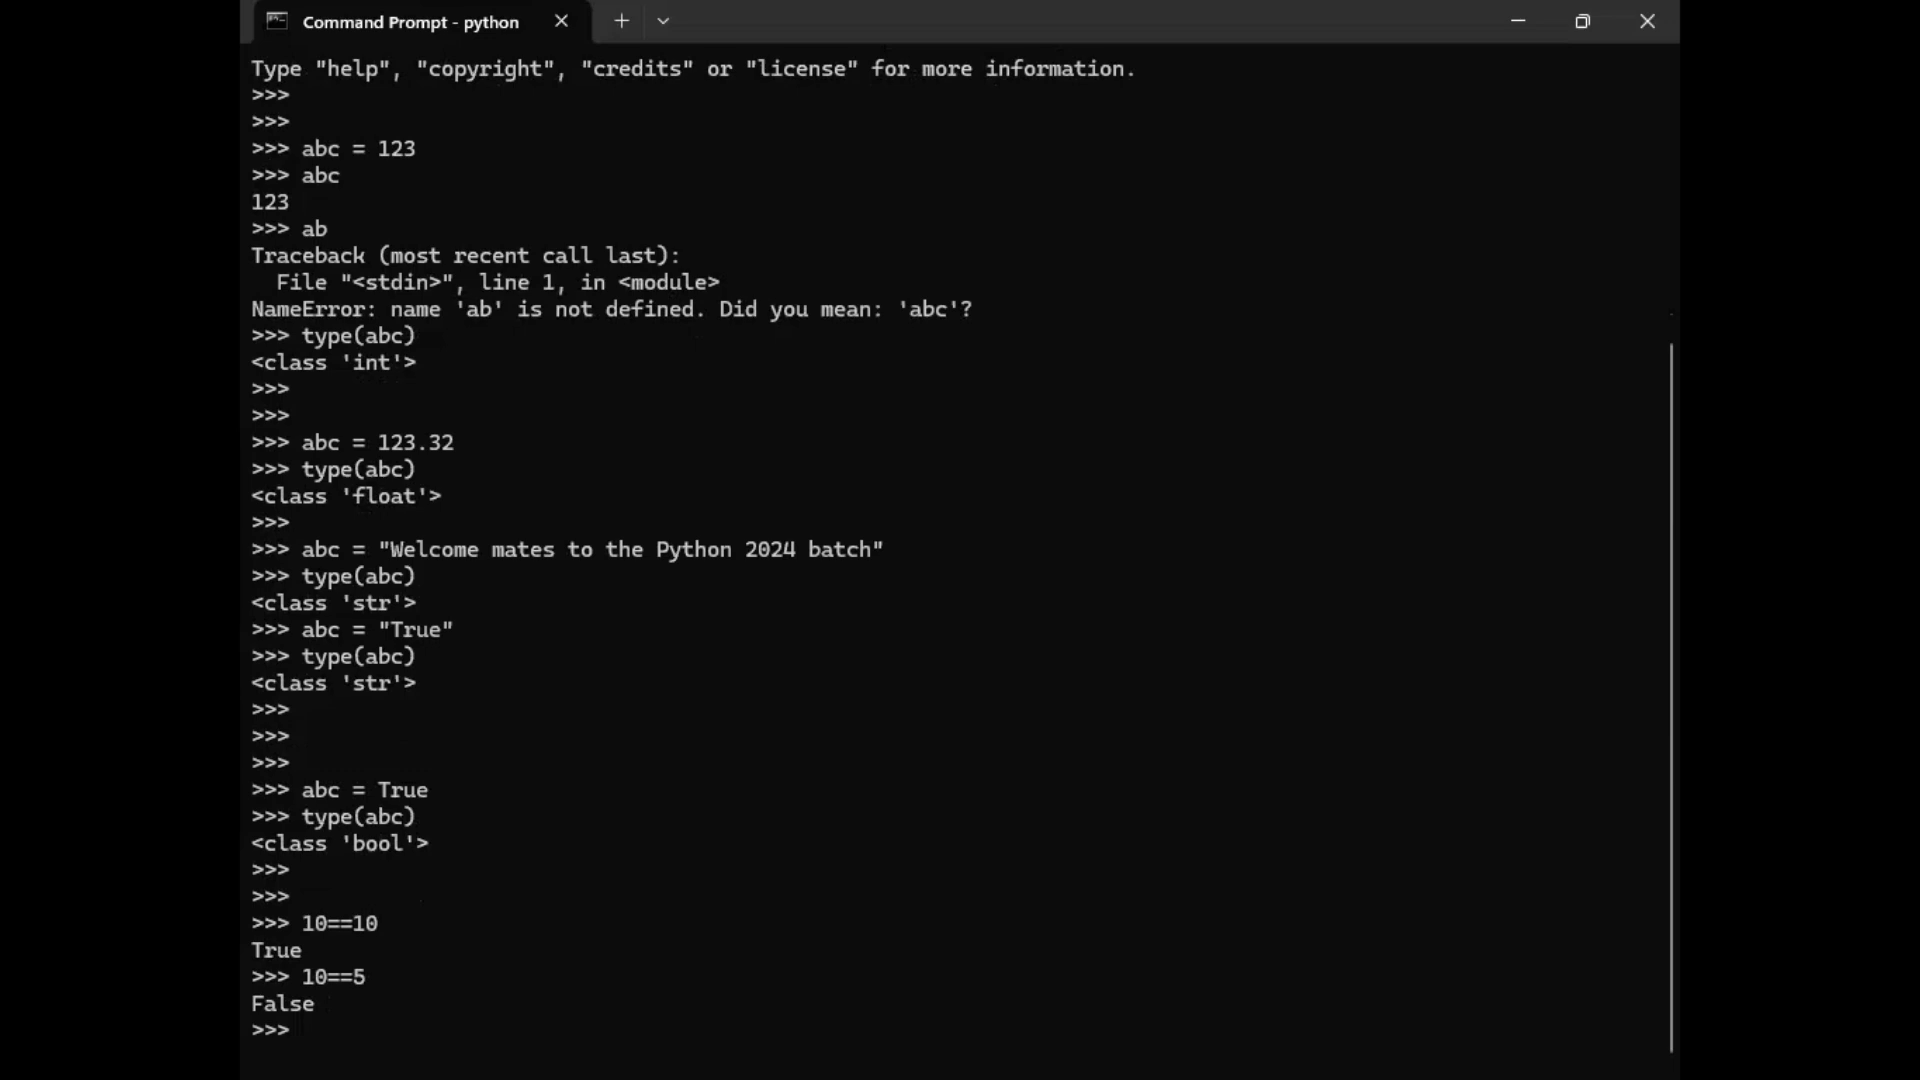 Command Prompt - python
Type "help", "copyright", "credits" or "license" for more information.
>>>
>>>
>>> abc = 123
>>> abc
123
>>> ab
Traceback (most recent call last):
  File "<stdin>", line 1, in <module>
NameError: name 'ab' is not defined. Did you mean: 'abc'?
>>> type(abc)
<class 'int'>
>>>
>>>
>>> abc = 123.32
>>> type(abc)
<class 'float'>
>>>
>>> abc = "Welcome mates to the Python 2024 batch"
>>> type(abc)
<class 'str'>
>>> abc = "True"
>>> type(abc)
<class 'str'>
>>>
>>>
>>>
>>> abc = True
>>> type(abc)
<class 'bool'>
>>>
>>>
>>> 10==10
True
>>> 10==5
False
>>>